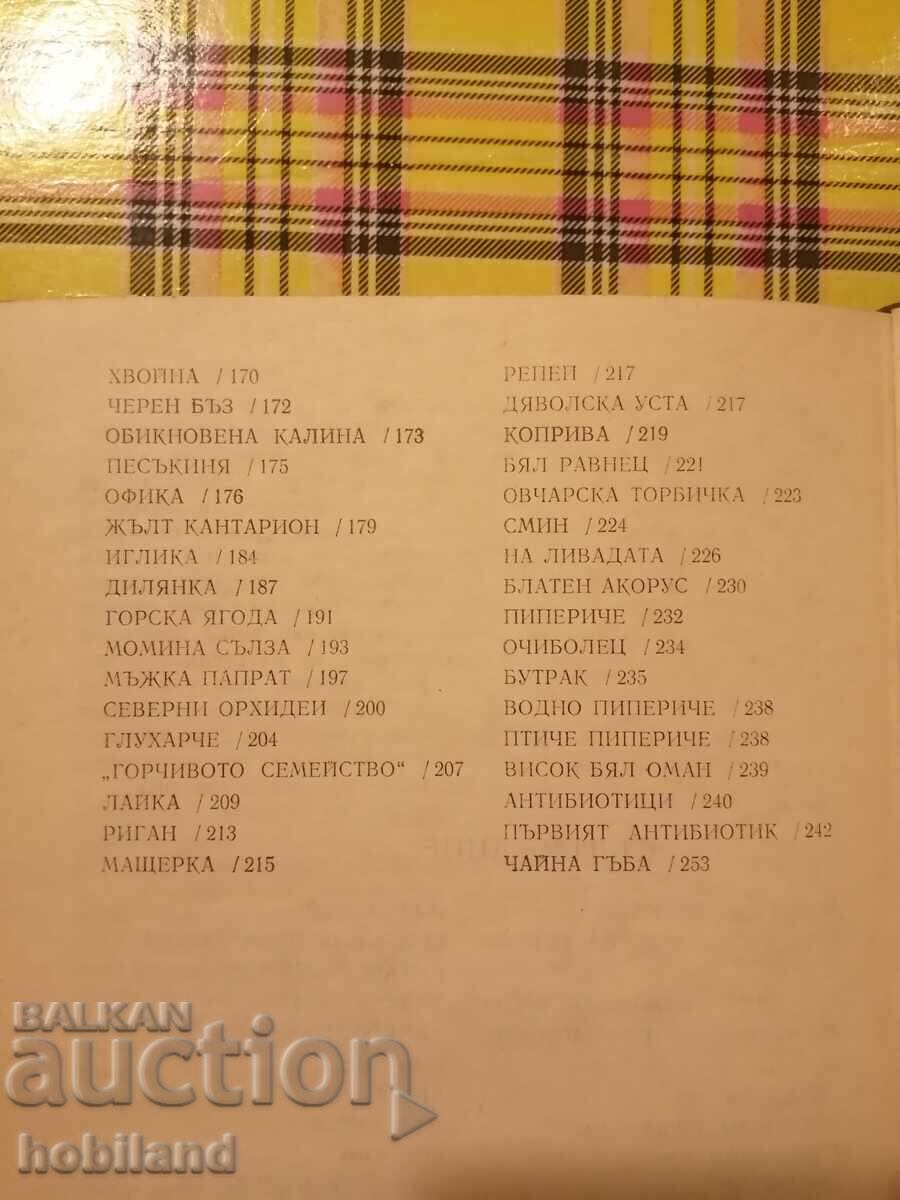 ХВОЙНА / 170
ЧЕРЕН БЪЗ / 172
ОБИКНОВЕНА КАЛИНА / 173
ПЕСЪКИНЯ / 175
ОФИКА / 176
ЖЪЛТ КАНТАРИОН / 179
ИГЛИКА / 184
ДИЛЯНКА / 187
ГОРСКА ЯГОДА / 191
МОМИНА СЪЛЗА / 193
МЪЖКА ПАПРАТ / 197
СЕВЕРНИ ОРХИДЕИ / 200
ГЛУХАРЧЕ / 204
„ГОРЧИВОТО СЕМЕЙСТВО“ / 207
ЛАЙКА / 209
РИГАН / 213
МАЩЕРКА / 215
РЕПЕЙ / 217
ДЯВОЛСКА УСТА / 217
КОПРИВА / 219
БЯЛ РАВНЕЦ / 221
ОВЧАРСКА ТОРБИЧКА / 223
СМИН / 224
НА ЛИВАДАТА / 226
БЛАТЕН АКОРУС / 230
ПИПЕРИЧЕ / 232
ОЧИБОЛЕЦ / 234
БУТРАК / 235
ВОДНО ПИПЕРИЧЕ / 238
ПТИЧЕ ПИПЕРИЧЕ / 238
ВИСОК БЯЛ ОМАН / 239
АНТИБИОТИЦИ / 240
ПЪРВИЯТ АНТИБИОТИК / 242
ЧАЙНА ГЪБА / 253
BALKAN
auction
hobiland